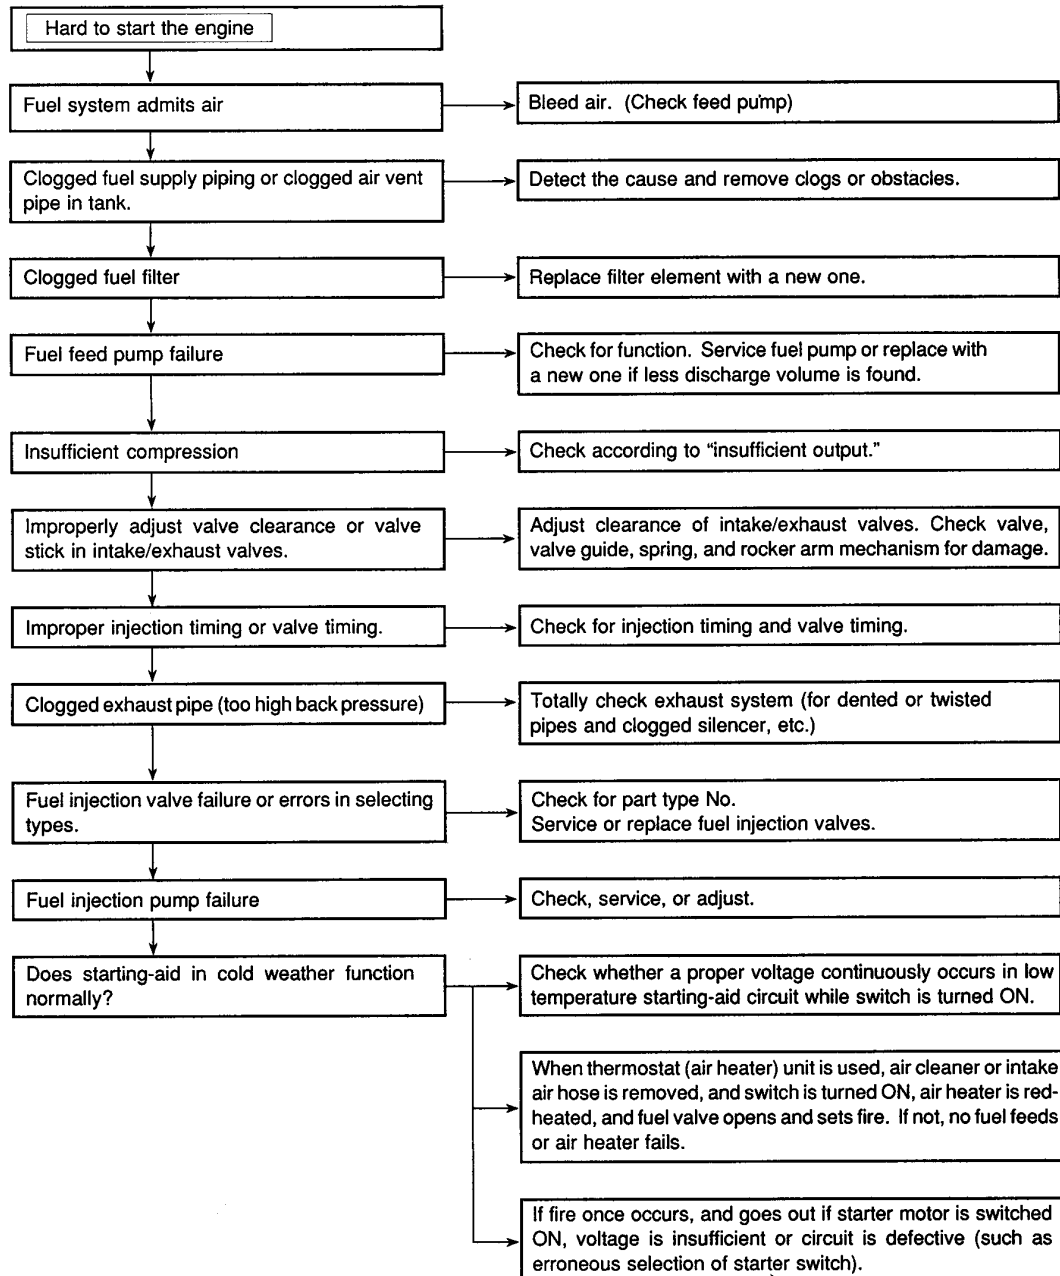 Hard to start the engine
Fuel system admits air
Bleed air. (Check feed pump)
Clogged fuel supply piping or clogged air vent
pipe in tank.
Detect the cause and remove clogs or obstacles.
Clogged fuel filter
Replace filter element with a new one.
Fuel feed pump failure
Check for function. Service fuel pump or replace with
a new one if less discharge volume is found.
Insufficient compression
Check according to “insufficient output.”
Improperly adjust valve clearance or valve
stick in intake/exhaust valves.
Adjust clearance of intake/exhaust valves. Check valve,
valve guide, spring, and rocker arm mechanism for damage.
Improper injection timing or valve timing.
Check for injection timing and valve timing.
Clogged exhaust pipe (too high back pressure)
Totally check exhaust system (for dented or twisted
pipes and clogged silencer, etc.)
Fuel injection valve failure or errors in selecting
types.
Check for part type No.
Service or replace fuel injection valves.
Fuel injection pump failure
Check, service, or adjust.
Does starting-aid in cold weather function
normally?
Check whether a proper voltage continuously occurs in low
temperature starting-aid circuit while switch is turned ON.
When thermostat (air heater) unit is used, air cleaner or intake
air hose is removed, and switch is turned ON, air heater is red-
heated, and fuel valve opens and sets fire. If not, no fuel feeds
or air heater fails.
If fire once occurs, and goes out if starter motor is switched
ON, voltage is insufficient or circuit is defective (such as
erroneous selection of starter switch).